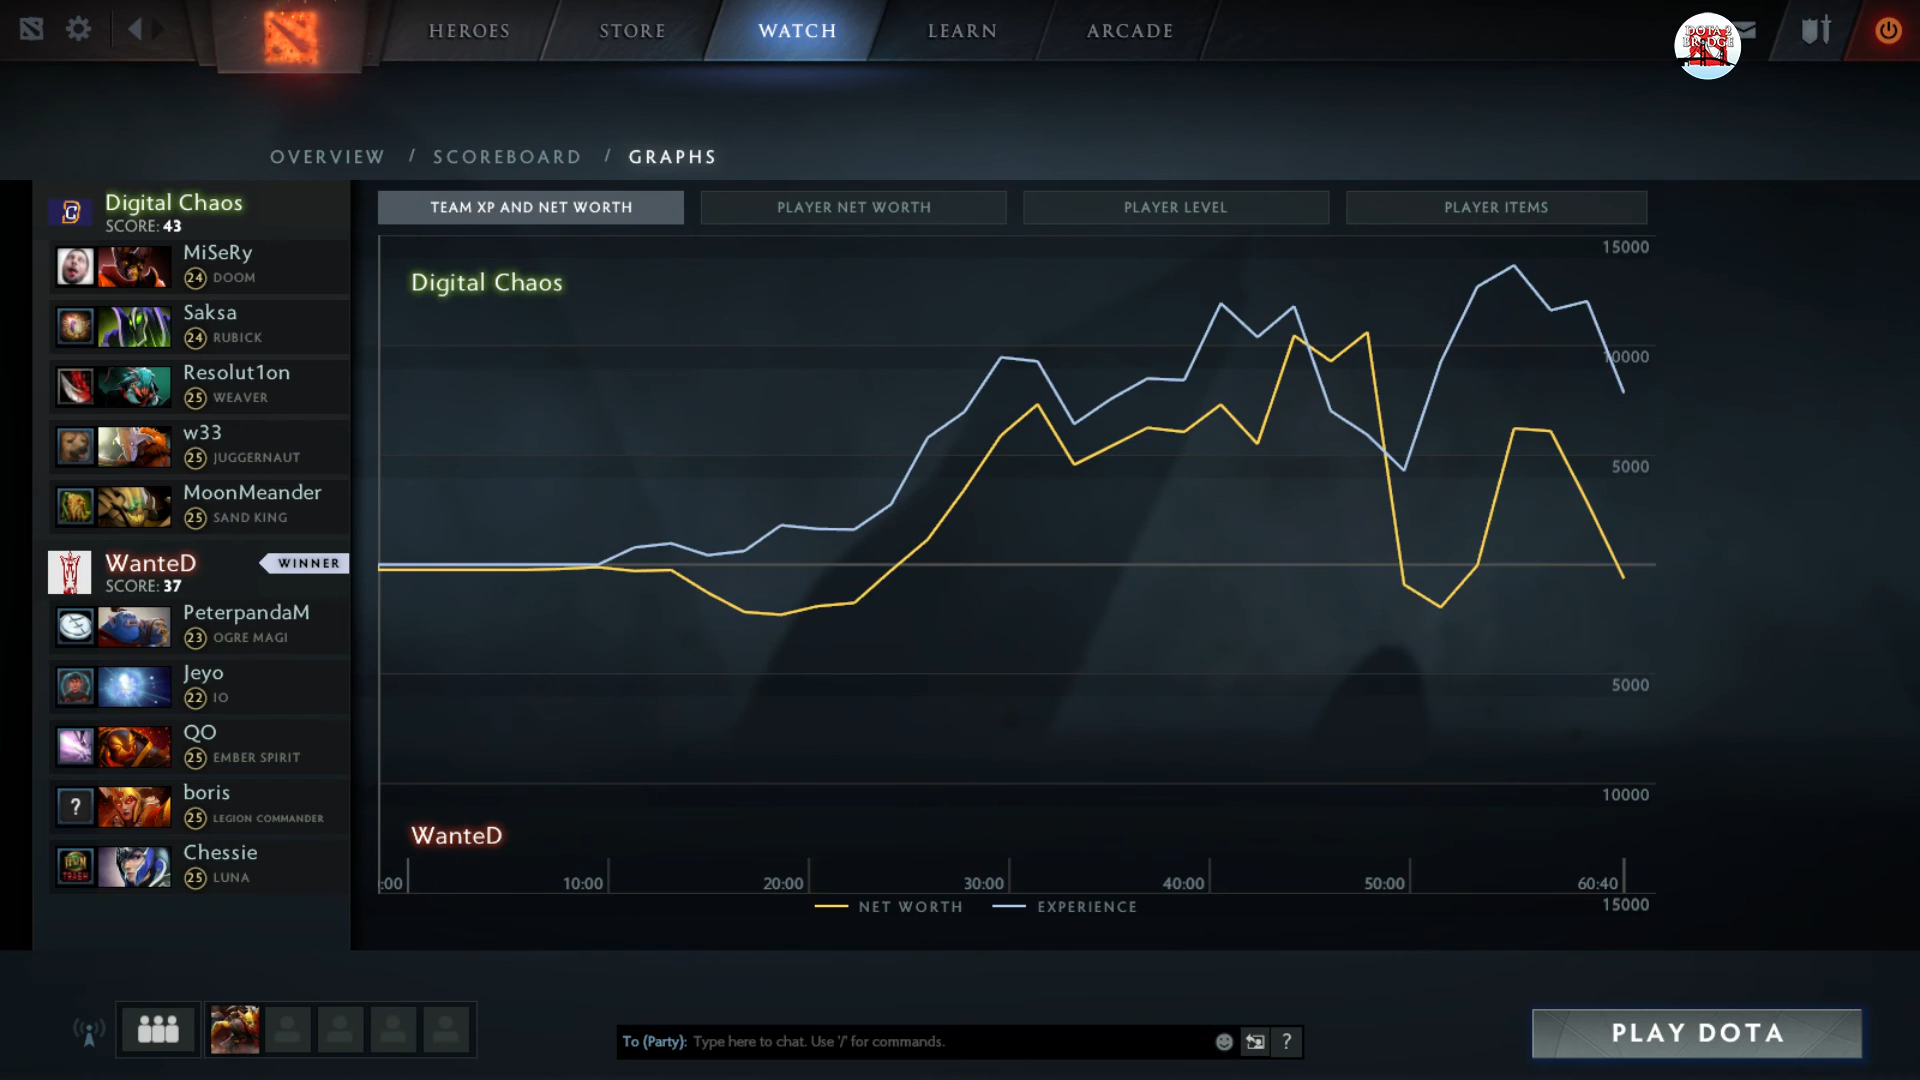 HEROES
STORE
WATCH
LEARN
ARCADE
DOTA 2
BRIDGE
OVERVIEW / SCOREBOARD / GRAPHS
Digital Chaos
SCORE: 43
MiSeRy
24 DOOM
Saksa
24 RUBICK
Resolut1on
25 WEAVER
w33
25 JUGGERNAUT
MoonMeander
25 SAND KING
WanteD
WINNER
SCORE: 37
PeterpandaM
23 OGRE MAGI
Jeyo
22 IO
QO
25 EMBER SPIRIT
?
boris
25 LEGION COMMANDER
Chessie
25 LUNA
TEAM XP AND NET WORTH
PLAYER NET WORTH
PLAYER LEVEL
PLAYER ITEMS
Digital Chaos
15000
10000
5000
5000
10000
15000
WanteD
:00
10:00
20:00
30:00
40:00
50:00
60:40
NET WORTH
EXPERIENCE
To (Party): Type here to chat. Use '/' for commands.
?
PLAY DOTA